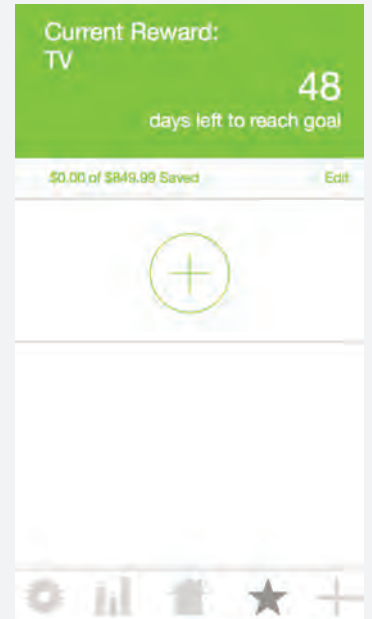 Current Reward:
TV
48
days left to reach goal
$0.00 of $849.99 Saved
Edit